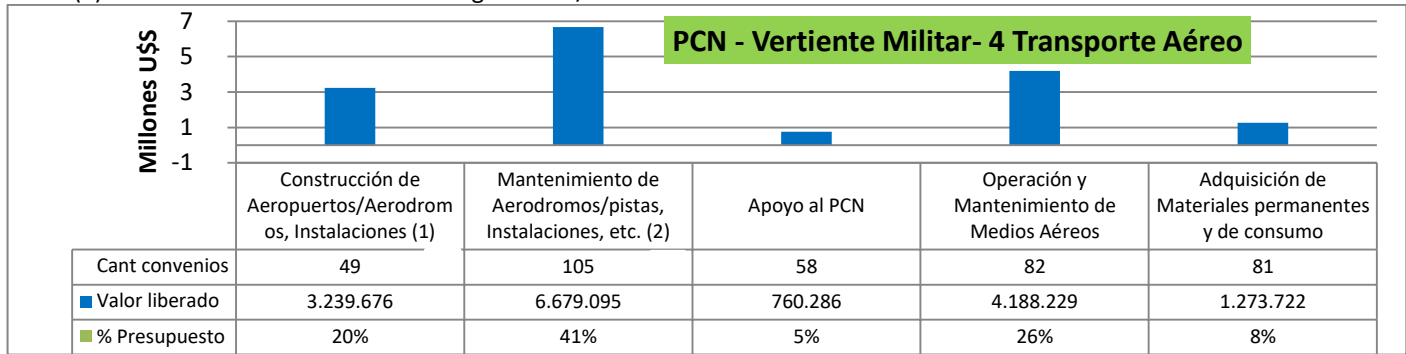 PCN - Vertiente Militar- 4 Transporte Aéreo
Millones U$S
7
5
3
1
-1
Construcción de
Aeropuertos/Aerodrom
os, Instalaciones (1)
Mantenimiento de
Aerodromos/pistas,
Instalaciones, etc. (2)
Apoyo al PCN
Operación y
Mantenimiento de
Medios Aéreos
Adquisición de
Materiales permanentes
y de consumo
Cant convenios 49 105 58 82 81
Valor liberado 3.239.676 6.679.095 760.286 4.188.229 1.273.722
% Presupuesto 20% 41% 5% 26% 8%